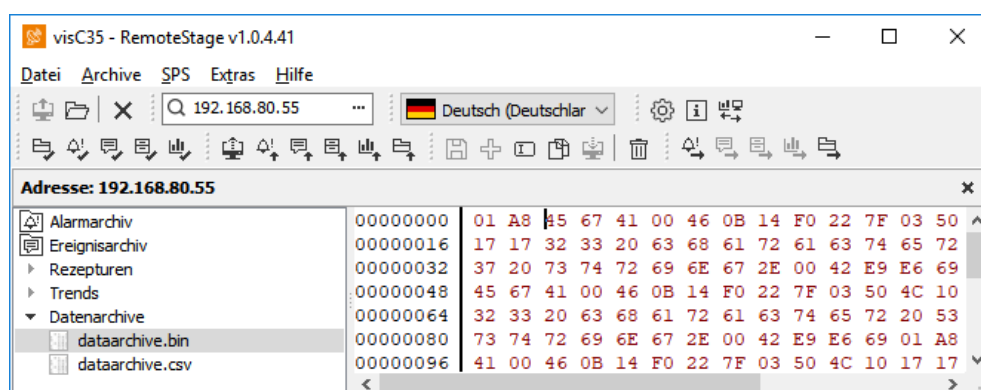 visC35 - RemoteStage v1.0.4.41
Datei Archive SPS Extras Hilfe
192.168.80.55 ... Deutsch (Deutschlar
Adresse: 192.168.80.55
Alarmarchiv
Ereignisarchiv
Rezepturen
Trends
Datenarchive
dataarchive.bin
dataarchive.csv
00000000 01 A8 45 67 41 00 46 0B 14 F0 22 7F 03 50
00000016 17 17 32 33 20 63 68 61 72 61 63 74 65 72
00000032 37 20 73 74 72 69 6E 67 2E 00 42 E9 E6 69
00000048 45 67 41 00 46 0B 14 F0 22 7F 03 50 4C 10
00000064 32 33 20 63 68 61 72 61 63 74 65 72 20 53
00000080 73 74 72 69 6E 67 2E 00 42 E9 E6 69 01 A8
00000096 41 00 46 0B 14 F0 22 7F 03 50 4C 10 17 17